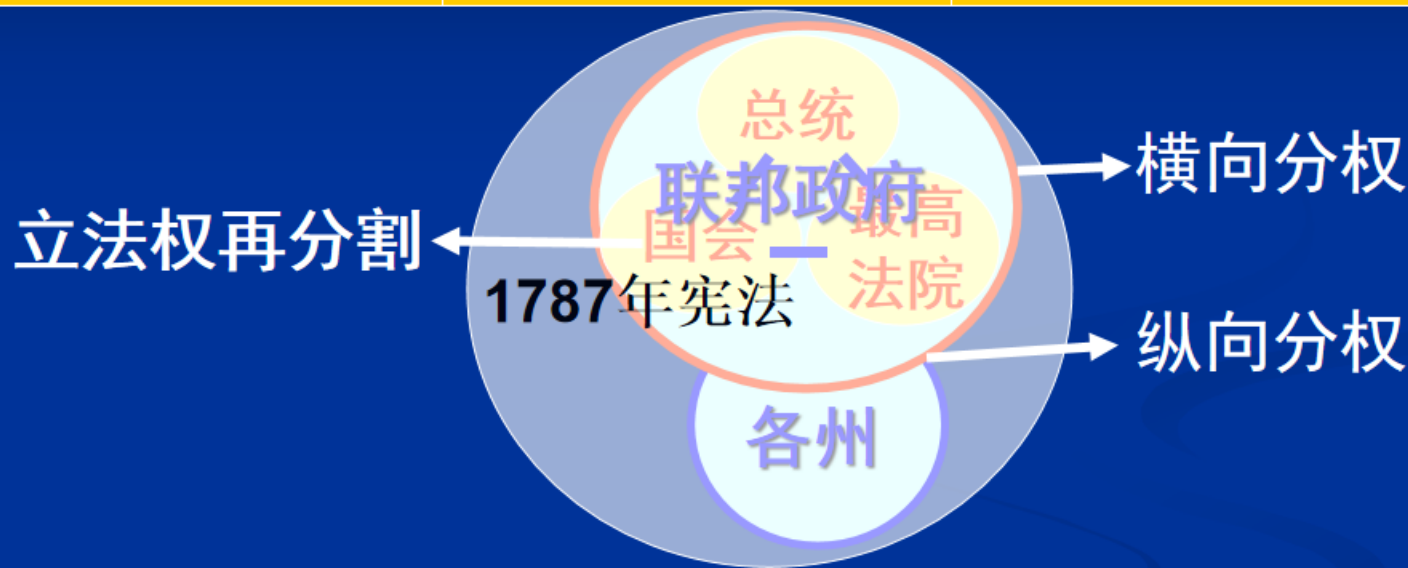 总统
横向分权
联邦政府
立法权再分割
国会
最高
法院
1787年宪法
纵向分权
各州